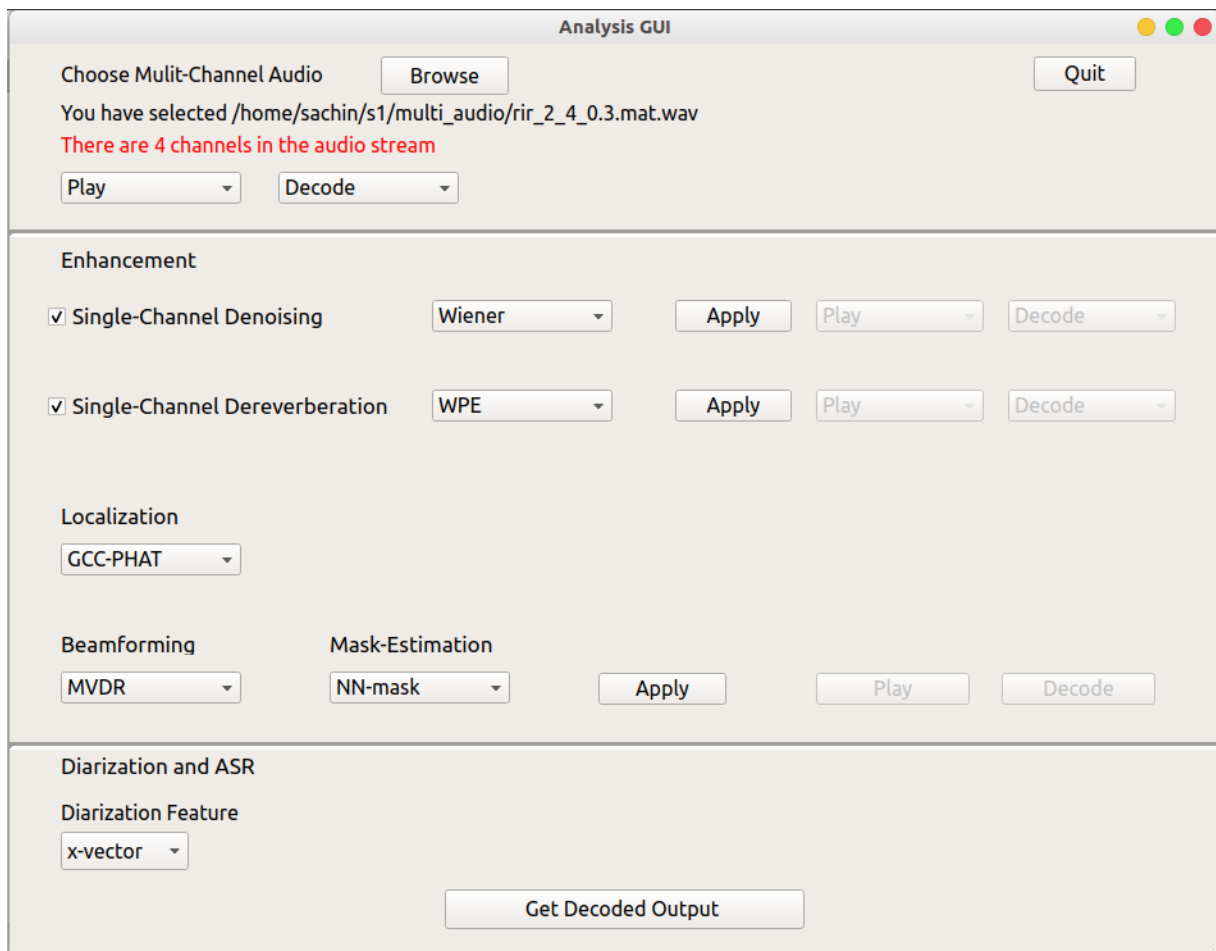 Analysis GUI
Choose Mulit-Channel Audio Browse Quit
You have selected /home/sachin/s1/multi_audio/rir_2_4_0.3.mat.wav
There are 4 channels in the audio stream
Play Decode
Enhancement
Single-Channel Denoising Wiener Apply Play Decode
Single-Channel Dereverberation WPE Apply Play Decode
Localization
GCC-PHAT
Beamforming Mask-Estimation
MVDR NN-mask Apply Play Decode
Diarization and ASR
Diarization Feature
x-vector
Get Decoded Output